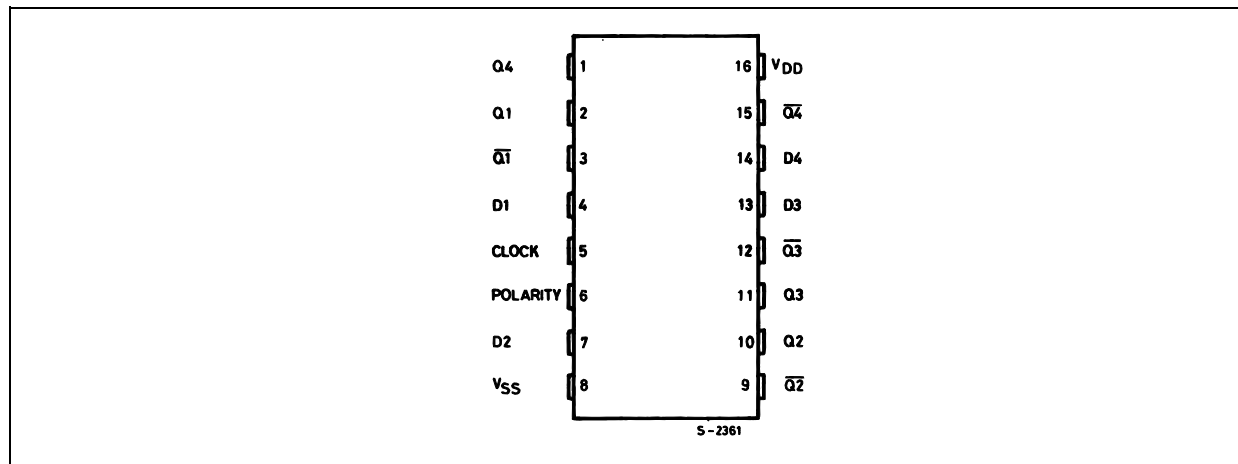 Q4 1 16 VDD
Q1 2 15 Q̅4̅
Q̅1̅ 3 14 D4
D1 4 13 D3
CLOCK 5 12 Q̅3̅
POLARITY 6 11 Q3
D2 7 10 Q2
VSS 8 9 Q̅2̅
S-2361